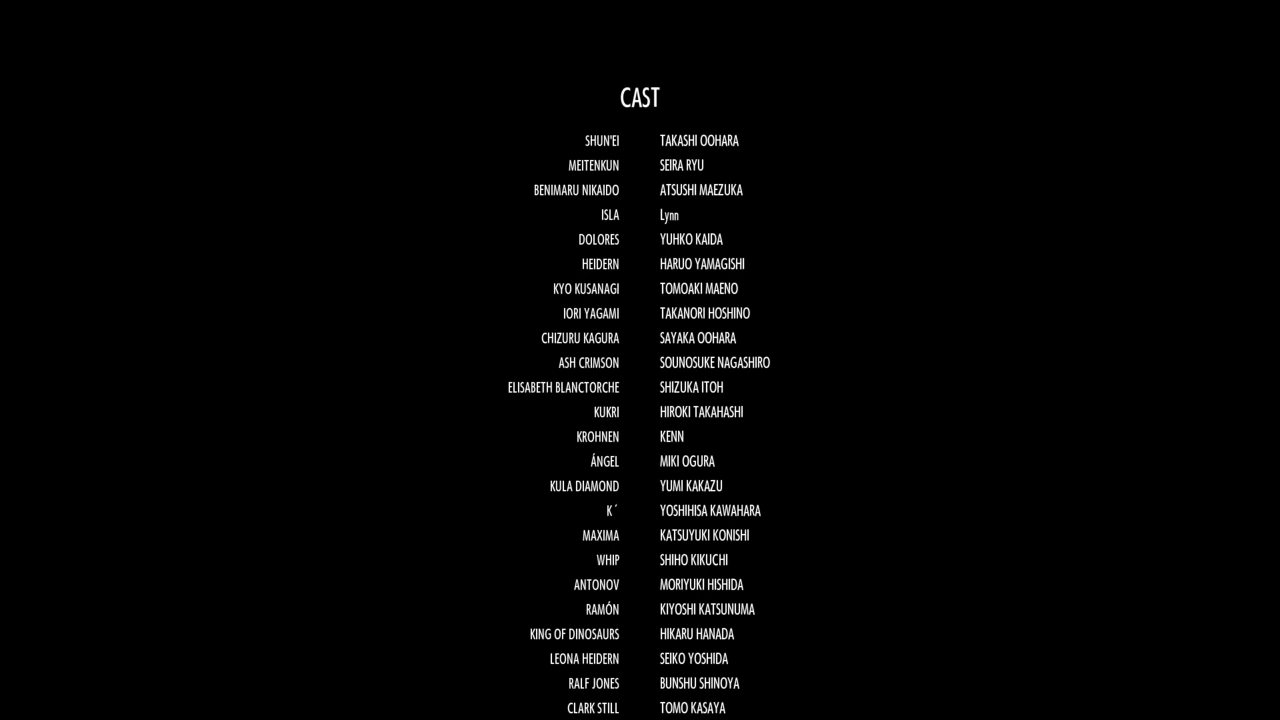 CAST
SHUN'EI TAKASHI OOHARA
MEITENKUN SEIRA RYU
BENIMARU NIKAIDO ATSUSHI MAEZUKA
ISLA Lynn
DOLORES YUHKO KAIDA
HEIDERN HARUO YAMAGISHI
KYO KUSANAGI TOMOAKI MAENO
IORI YAGAMI TAKANORI HOSHINO
CHIZURU KAGURA SAYAKA OOHARA
ASH CRIMSON SOUNOSUKE NAGASHIRO
ELISABETH BLANCTORCHE SHIZUKA ITOH
KUKRI HIROKI TAKAHASHI
KROHNEN KENN
ÁNGEL MIKI OGURA
KULA DIAMOND YUMI KAKAZU
K´ YOSHIHISA KAWAHARA
MAXIMA KATSUYUKI KONISHI
WHIP SHIHO KIKUCHI
ANTONOV MORIYUKI HISHIDA
RAMÓN KIYOSHI KATSUNUMA
KING OF DINOSAURS HIKARU HANADA
LEONA HEIDERN SEIKO YOSHIDA
RALF JONES BUNSHU SHINOYA
CLARK STILL TOMO KASAYA